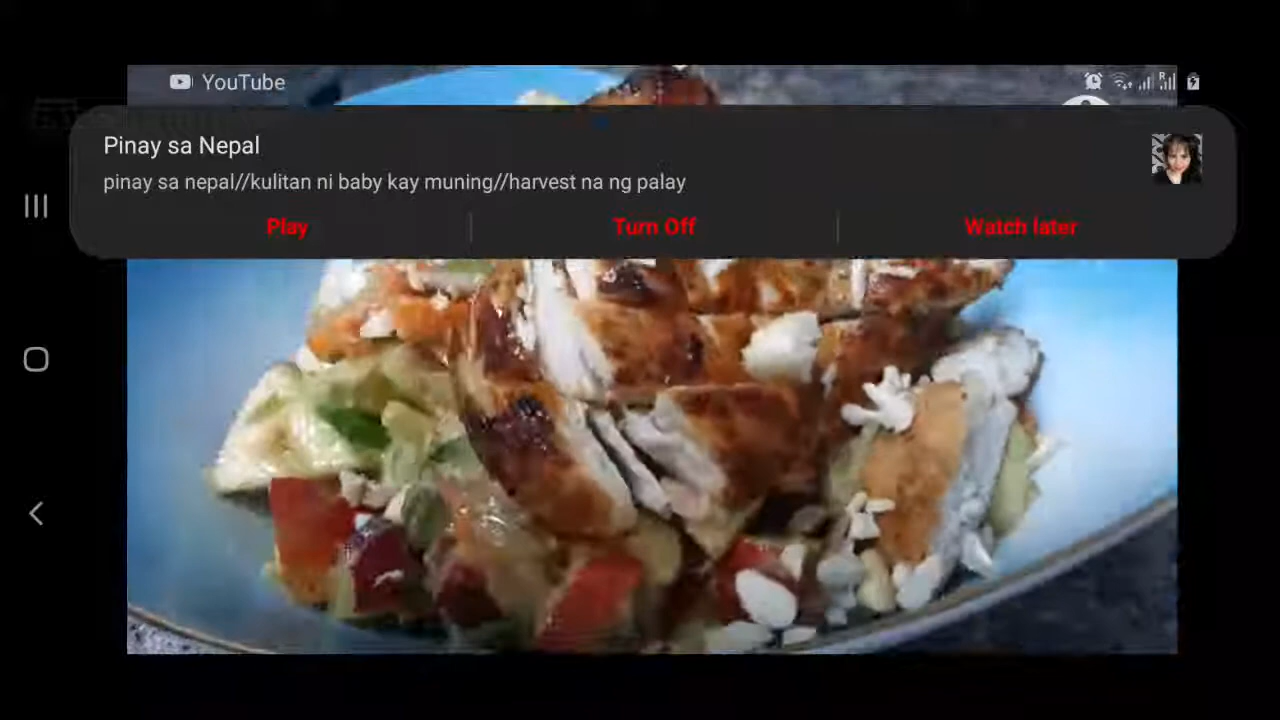 YouTube
Pinay sa Nepal
pinay sa nepal//kulitan ni baby kay muning//harvest na ng palay
Play
Turn Off
Watch later